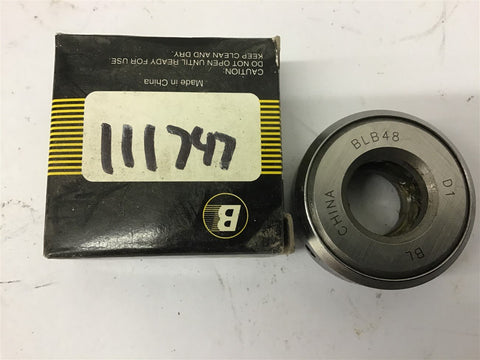 CAUTION:
DO NOT OPEN UNTIL READY FOR USE.
KEEP CLEAN AND DRY.
Made in China
111747
B
CHINA BLB48 D1 BL